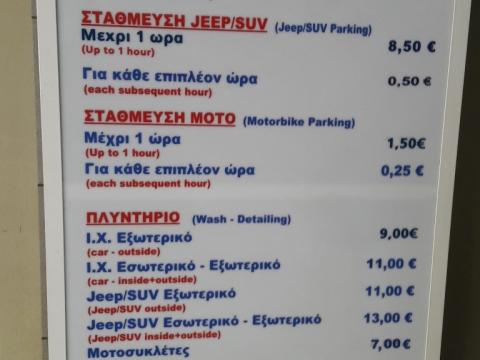 ΣΤΑΘΜΕΥΣΗ JEEP/SUV (Jeep/SUV Parking)
Μεχρι 1 ωρα 8,50 €
(Up to 1 hour)
Για κάθε επιπλέον ώρα 0,50 €
(each subsequent hour)
ΣΤΑΘΜΕΥΣΗ ΜΟΤΟ (Motorbike Parking)
Μέχρι 1 ώρα 1,50€
(Up to 1 hour)
Για κάθε επιπλέον ώρα 0,25 €
(each subsequent hour)
ΠΛΥΝΤΗΡΙΟ (Wash - Detailing)
Ι.Χ. Εξωτερικό 9,00€
(car - outside)
Ι.Χ. Εσωτερικό - Εξωτερικό 11,00 €
(car - inside+outside)
Jeep/SUV Εξωτερικό 11,00 €
(Jeep/SUV outside)
Jeep/SUV Εσωτερικό - Εξωτερικό 13,00 €
(Jeep/SUV inside+outside)
Μοτοσυκλέτες 7,00€